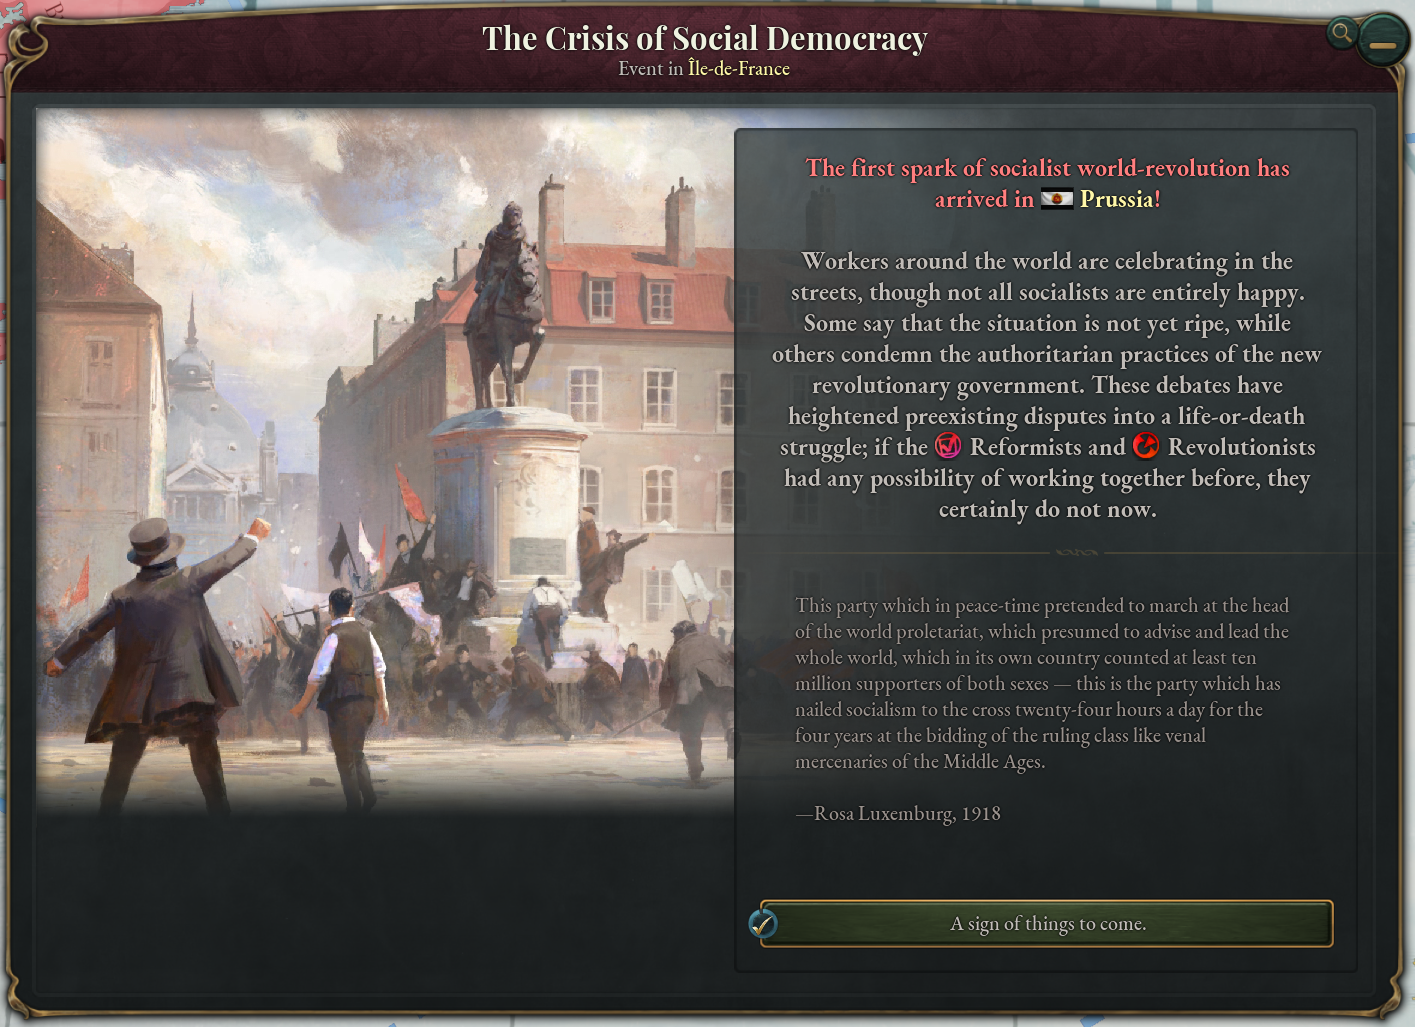 The Crisis of Social Democracy
Event in Île-de-France
The first spark of socialist world-revolution has
arrived in Prussia!
Workers around the world are celebrating in the
streets, though not all socialists are entirely happy.
Some say that the situation is not yet ripe, while
others condemn the authoritarian practices of the new
revolutionary government. These debates have
heightened preexisting disputes into a life-or-death
struggle; if the Reformists and Revolutionists
had any possibility of working together before, they
certainly do not now.
This party which in peace-time pretended to march at the head
of the world proletariat, which presumed to advise and lead the
whole world, which in its own country counted at least ten
million supporters of both sexes — this is the party which has
nailed socialism to the cross twenty-four hours a day for the
four years at the bidding of the ruling class like venal
mercenaries of the Middle Ages.
—Rosa Luxemburg, 1918
A sign of things to come.